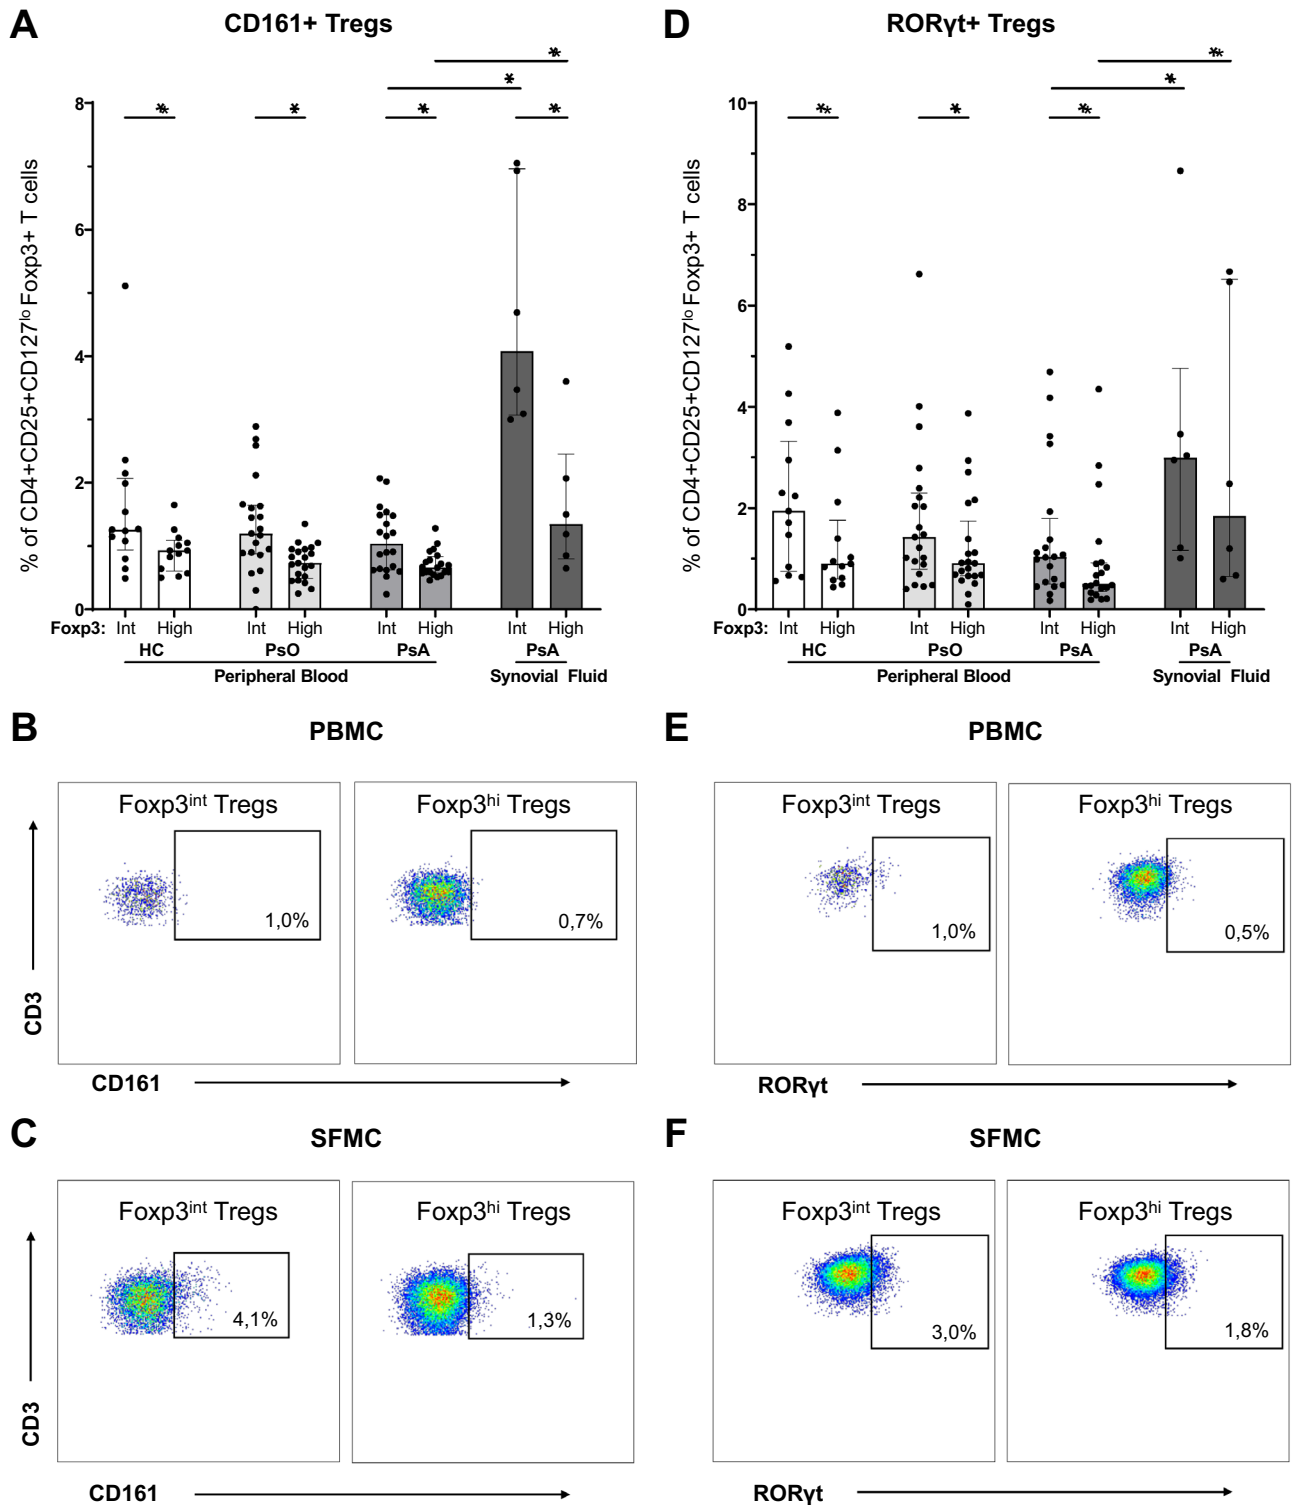 A
CD161+ Tregs
% of CD4+CD25+CD127lo Foxp3+ T cells
8
6
4
2
0
* * * * * * *
Foxp3: Int High Int High Int High Int High
HC PsO PsA PsA
Peripheral Blood Synovial Fluid
D
RORγt+ Tregs
% of CD4+CD25+CD127lo Foxp3+ T cells
10
8
6
4
2
0
** * ** * **
Foxp3: Int High Int High Int High Int High
HC PsO PsA PsA
Peripheral Blood Synovial Fluid
B
PBMC
Foxp3int Tregs
1,0%
Foxp3hi Tregs
0,7%
CD3
CD161
E
PBMC
Foxp3int Tregs
1,0%
Foxp3hi Tregs
0,5%
RORγt
C
SFMC
Foxp3int Tregs
4,1%
Foxp3hi Tregs
1,3%
CD3
CD161
F
SFMC
Foxp3int Tregs
3,0%
Foxp3hi Tregs
1,8%
RORγt